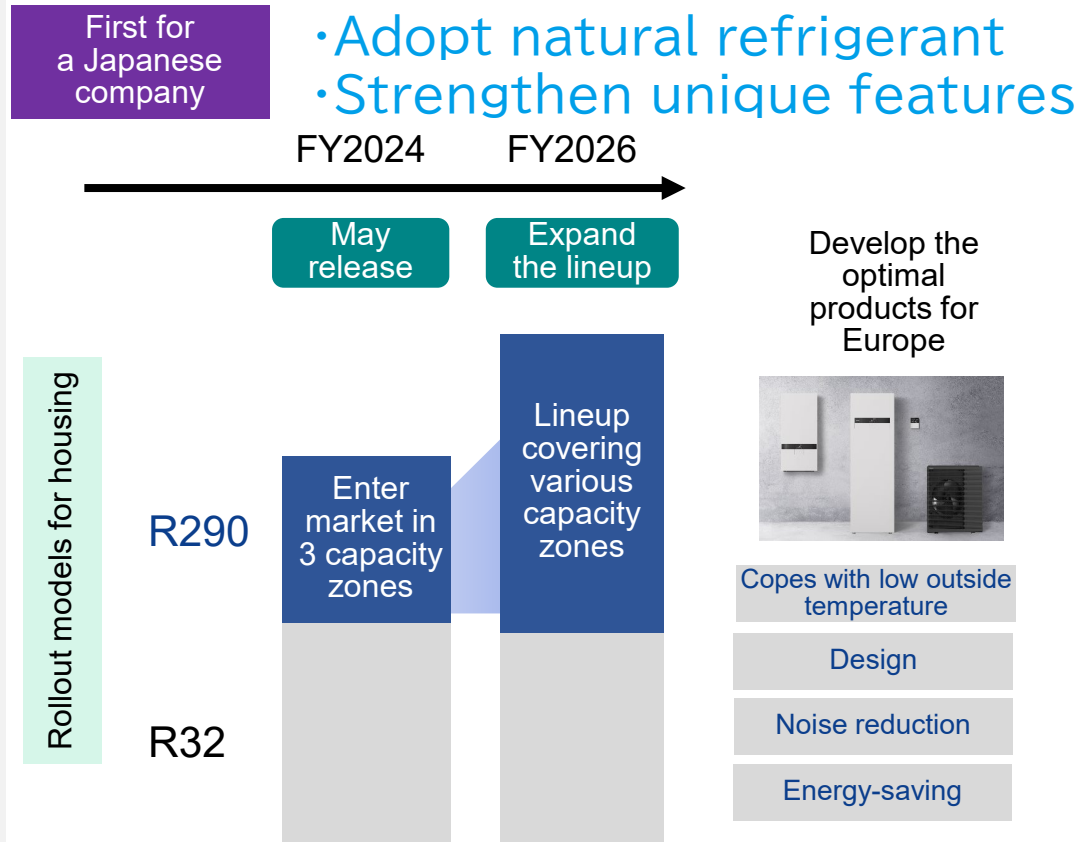 First for
a Japanese
company
・Adopt natural refrigerant
・Strengthen unique features
FY2024
FY2026
May
release
Expand
the lineup
Develop the
optimal
products for
Europe
Rollout models for housing
R290
Enter
market in
3 capacity
zones
Lineup
covering
various
capacity
zones
R32
Copes with low outside
temperature
Design
Noise reduction
Energy-saving